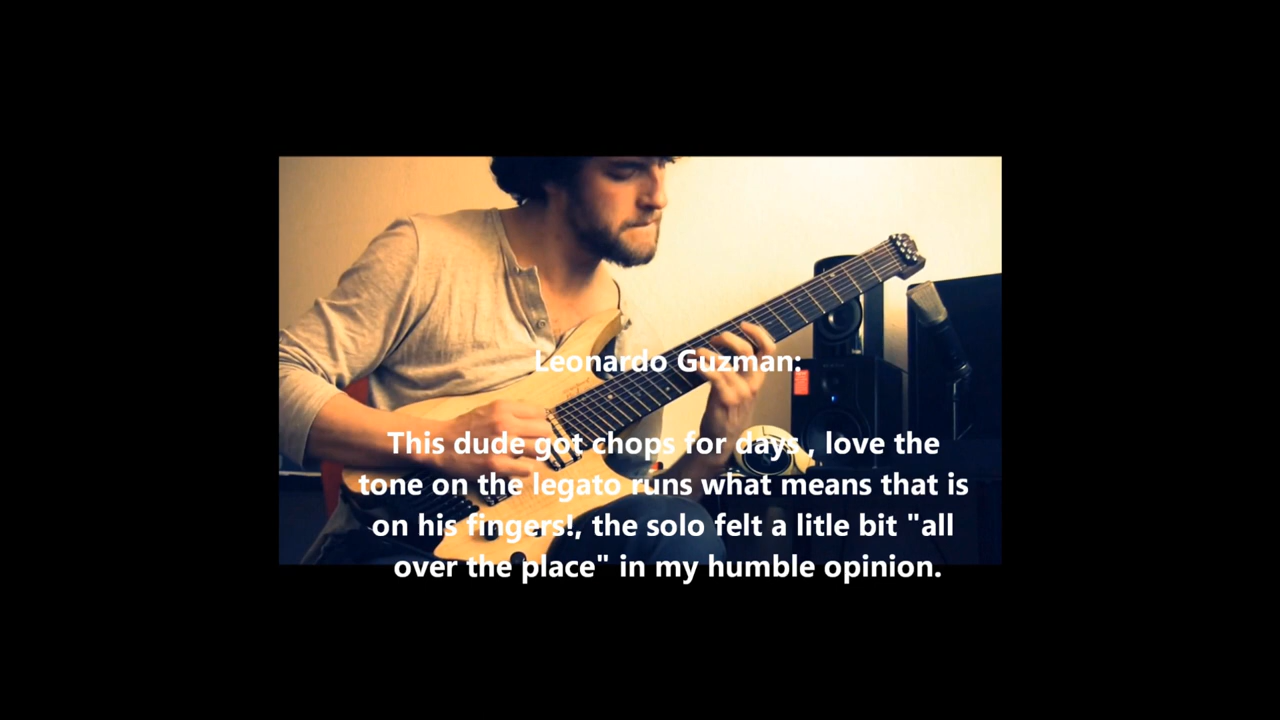 Leonardo Guzman:
This dude got chops for days , love the
tone on the legato runs what means that is
on his fingers!, the solo felt a litle bit "all
over the place" in my humble opinion.